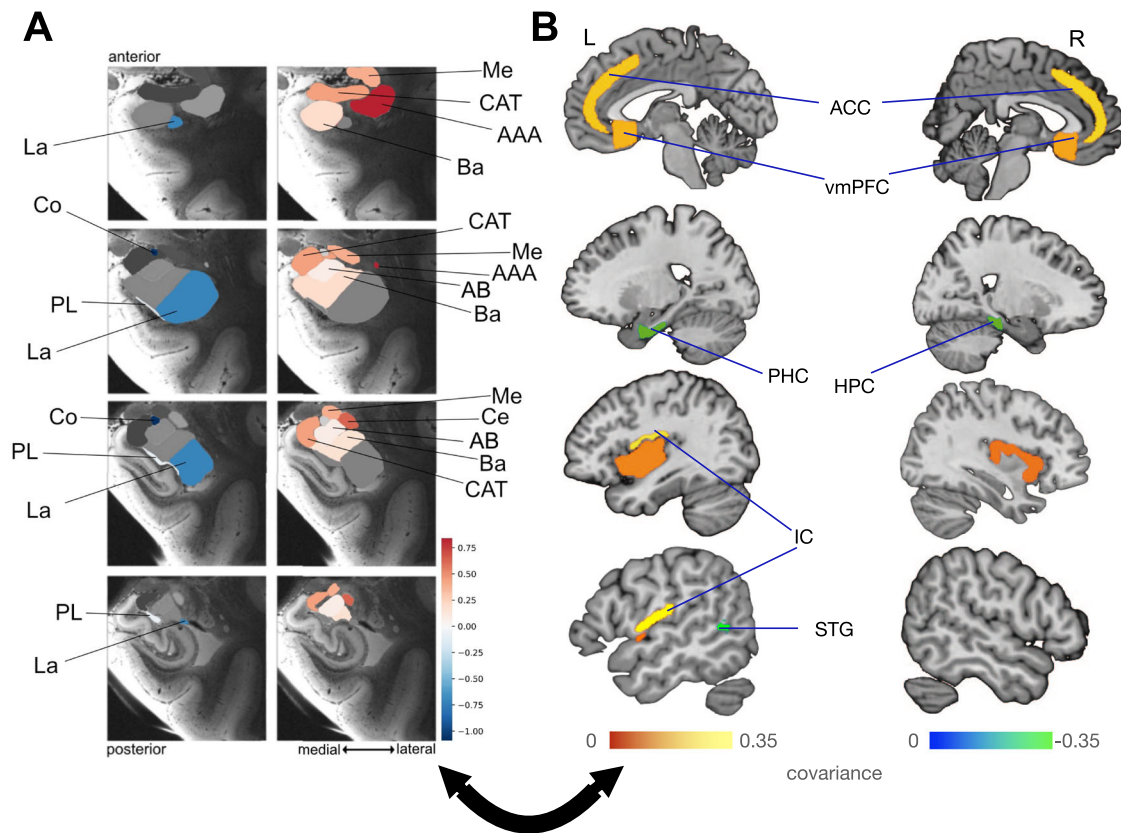 A
B
anterior
La
Me
CAT
AAA
Ba
Co
PL
La
CAT
Me
AAA
AB
Ba
Co
PL
La
Me
Ce
AB
Ba
CAT
PL
La
0.75
0.50
0.25
0.00
−0.25
−0.50
−0.75
−1.00
posterior
medial lateral
L
R
ACC
vmPFC
PHC
HPC
IC
STG
0 0.35
0 -0.35
covariance